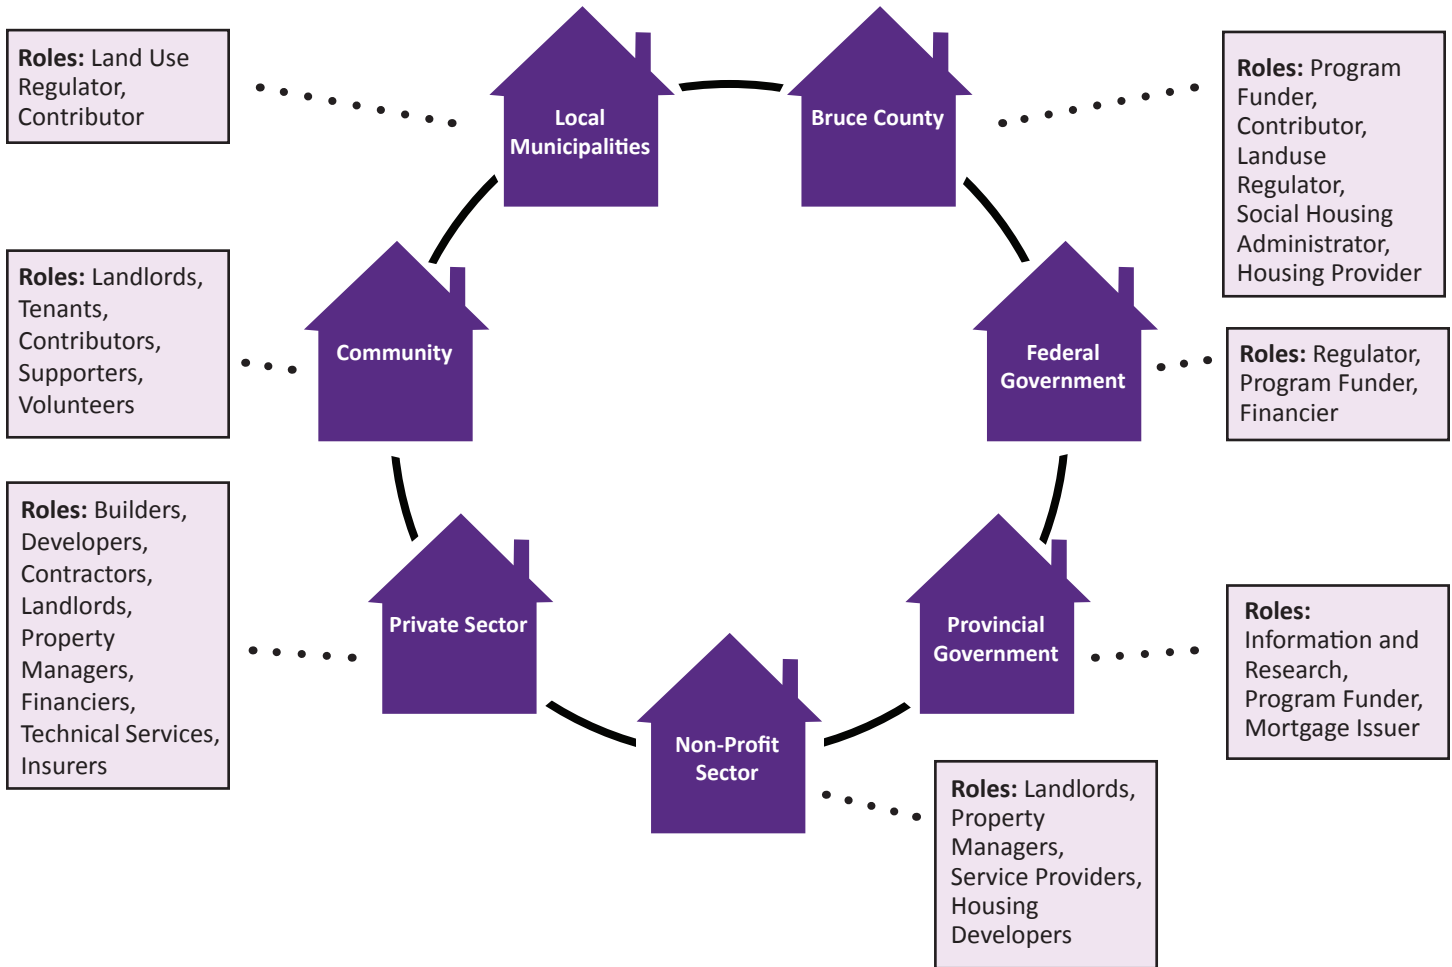 Roles: Land Use
Regulator,
Contributor
Local
Municipalities
Bruce County
Roles: Program
Funder,
Contributor,
Landuse
Regulator,
Social Housing
Administrator,
Housing Provider
Roles: Landlords,
Tenants,
Contributors,
Supporters,
Volunteers
Community
Federal
Government
Roles: Regulator,
Program Funder,
Financier
Roles: Builders,
Developers,
Contractors,
Landlords,
Property
Managers,
Financiers,
Technical Services,
Insurers
Private Sector
Provincial
Government
Roles:
Information and
Research,
Program Funder,
Mortgage Issuer
Non-Profit
Sector
Roles: Landlords,
Property
Managers,
Service Providers,
Housing
Developers